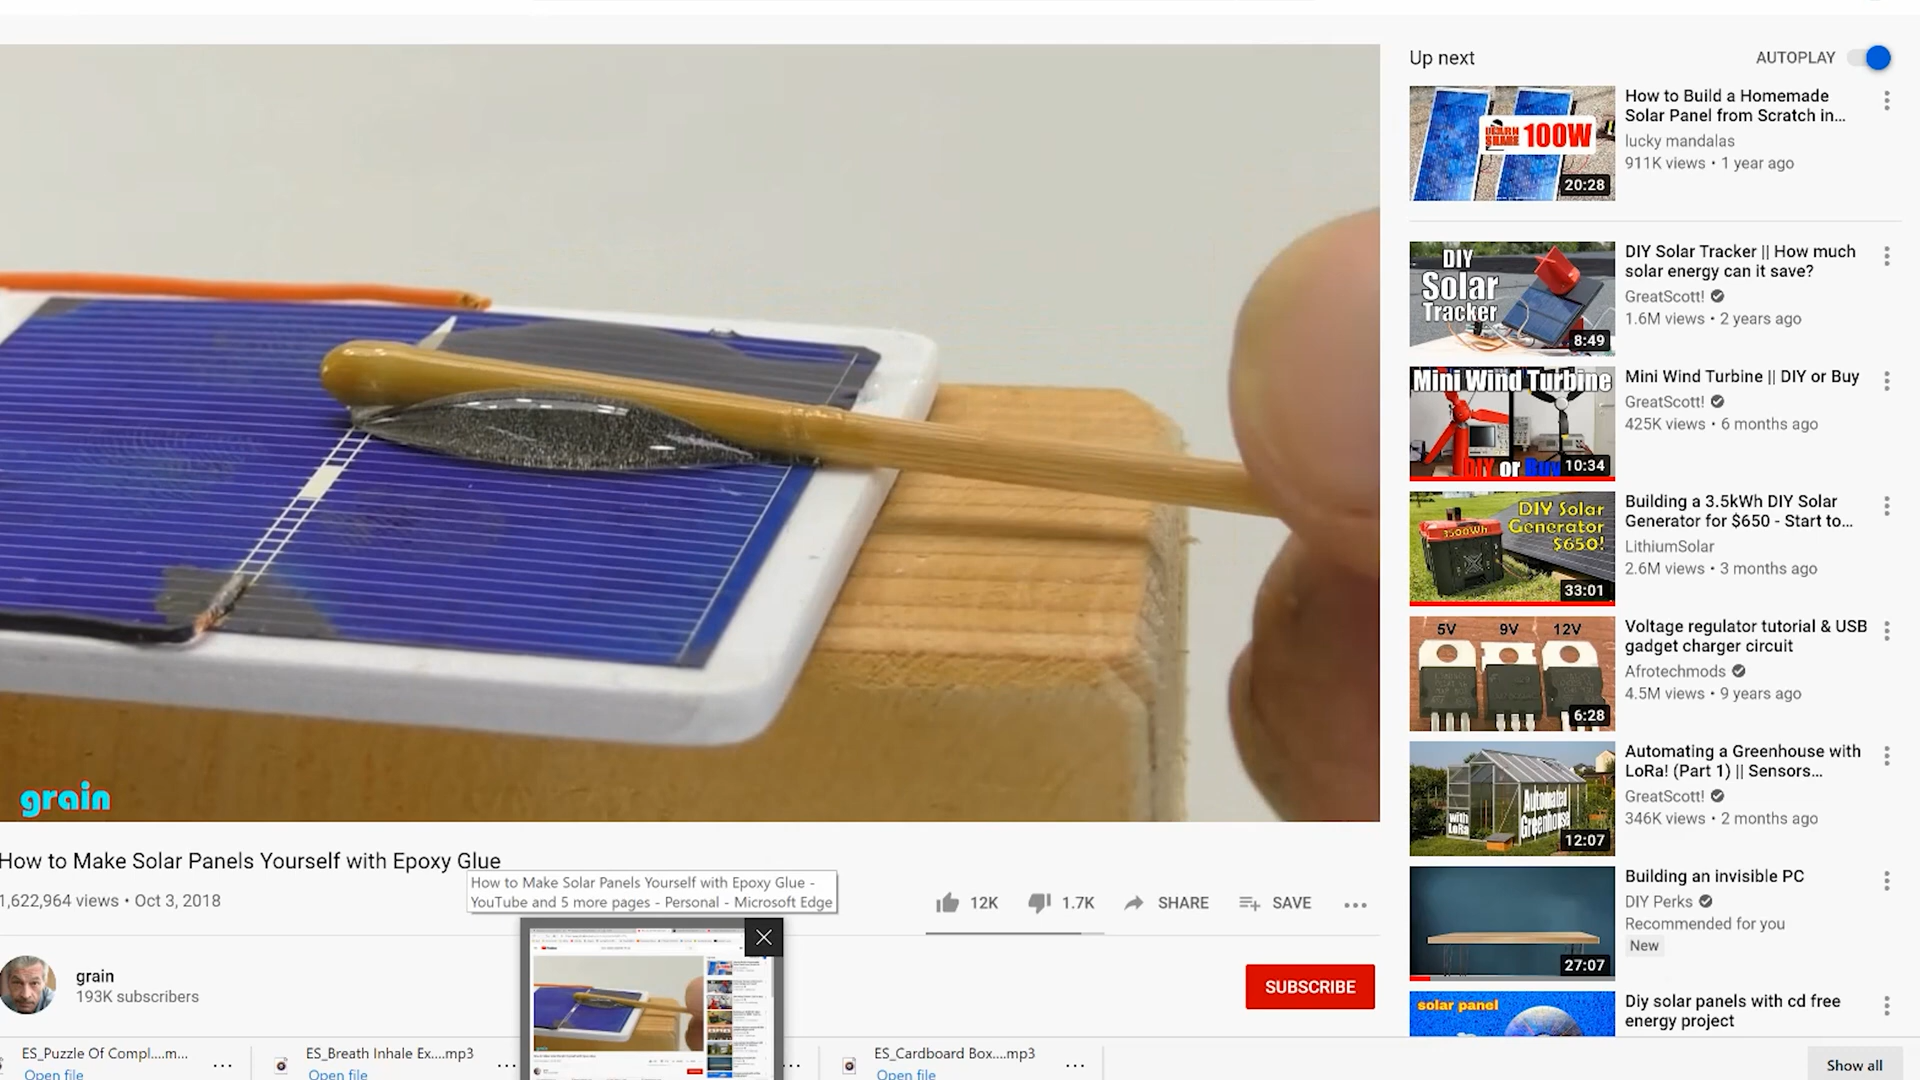 Up next
AUTOPLAY
LEARN
SHARE
100W
20:28
How to Build a Homemade
Solar Panel from Scratch in...
lucky mandalas
911K views • 1 year ago
DIY
Solar
Tracker
8:49
DIY Solar Tracker || How much
solar energy can it save?
GreatScott!
1.6M views • 2 years ago
Mini Wind Turbine
DIY or Buy
10:34
Mini Wind Turbine || DIY or Buy
GreatScott!
425K views • 6 months ago
DIY Solar
Generator
$650!
3500Wh
33:01
Building a 3.5kWh DIY Solar
Generator for $650 - Start to...
LithiumSolar
2.6M views • 3 months ago
5V 9V 12V
6:28
Voltage regulator tutorial & USB
gadget charger circuit
Afrotechmods
4.5M views • 9 years ago
Automated
Greenhouse
with
LoRa
12:07
Automating a Greenhouse with
LoRa! (Part 1) || Sensors...
GreatScott!
346K views • 2 months ago
27:07
Building an invisible PC
DIY Perks
Recommended for you
New
solar panel
Diy solar panels with cd free
energy project
grain
How to Make Solar Panels Yourself with Epoxy Glue
1,622,964 views • Oct 3, 2018
How to Make Solar Panels Yourself with Epoxy Glue -
YouTube and 5 more pages - Personal - Microsoft Edge
12K
1.7K
SHARE
SAVE
grain
193K subscribers
SUBSCRIBE
ES_Puzzle Of Compl....m...
Open file
ES_Breath Inhale Ex....mp3
Open file
ES_Cardboard Box....mp3
Open file
Show all